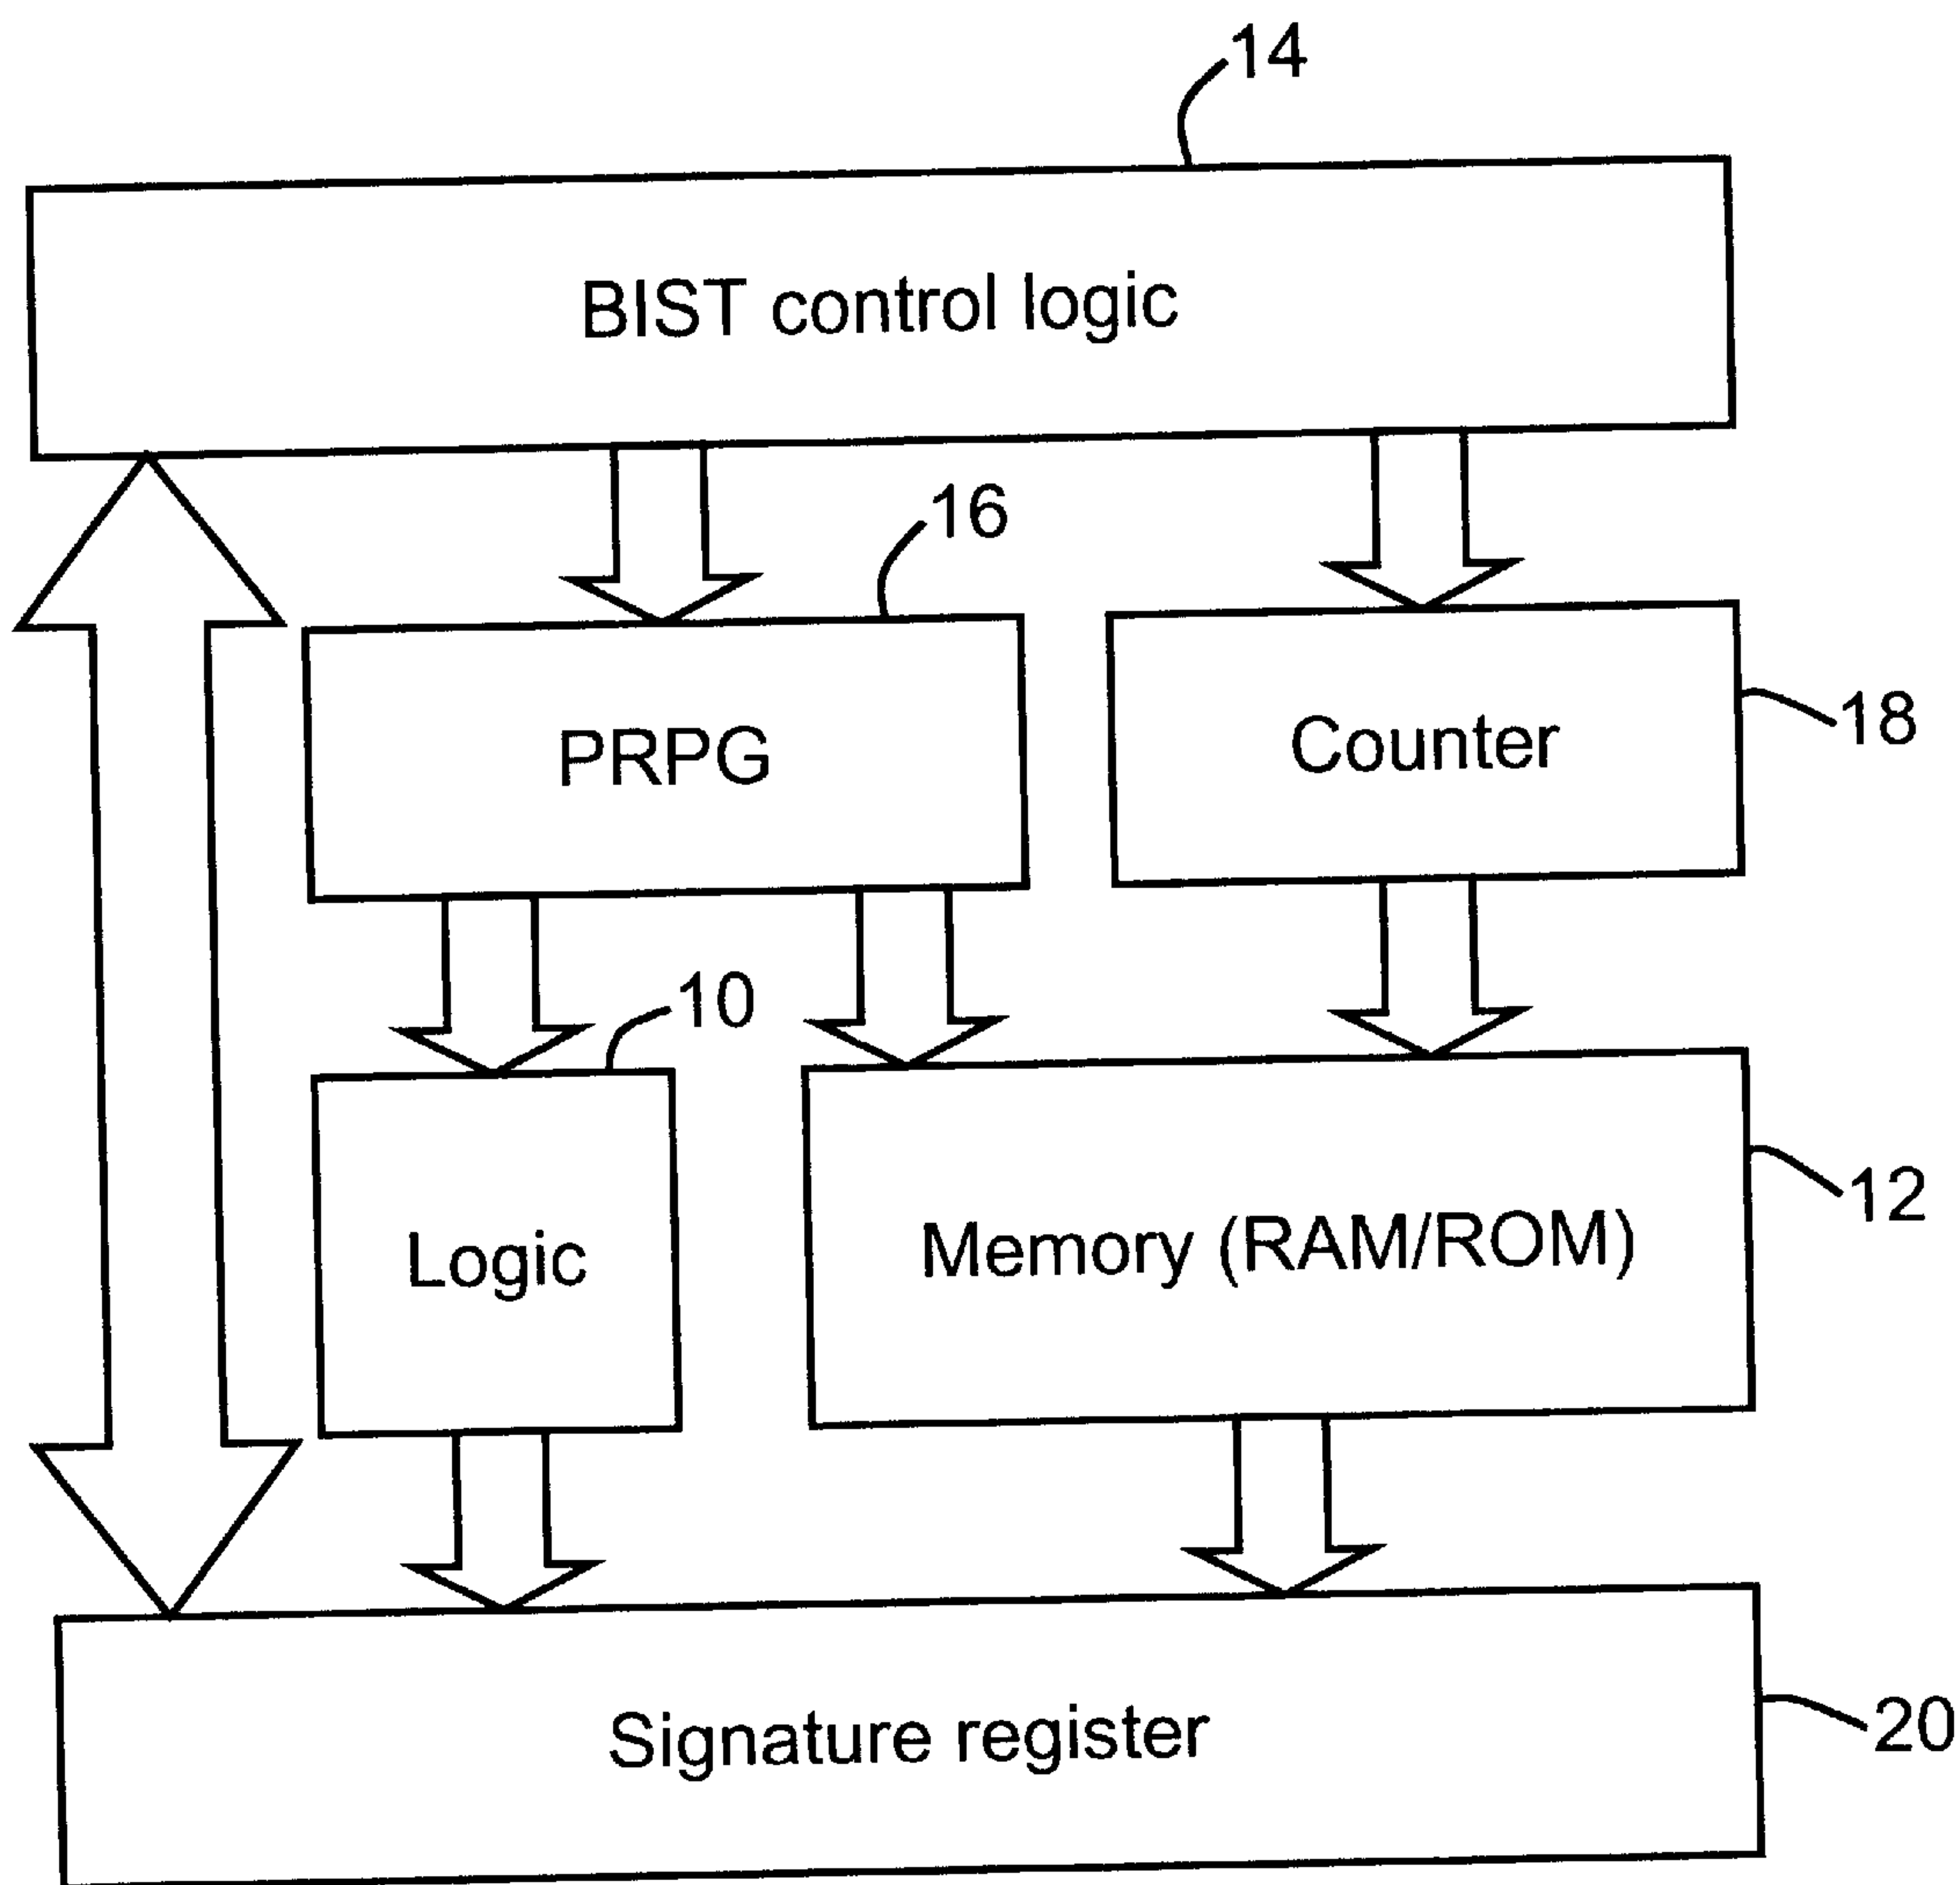 14
BIST control logic
16
PRPG
Counter
18
10
Logic
Memory (RAM/ROM)
12
Signature register
20